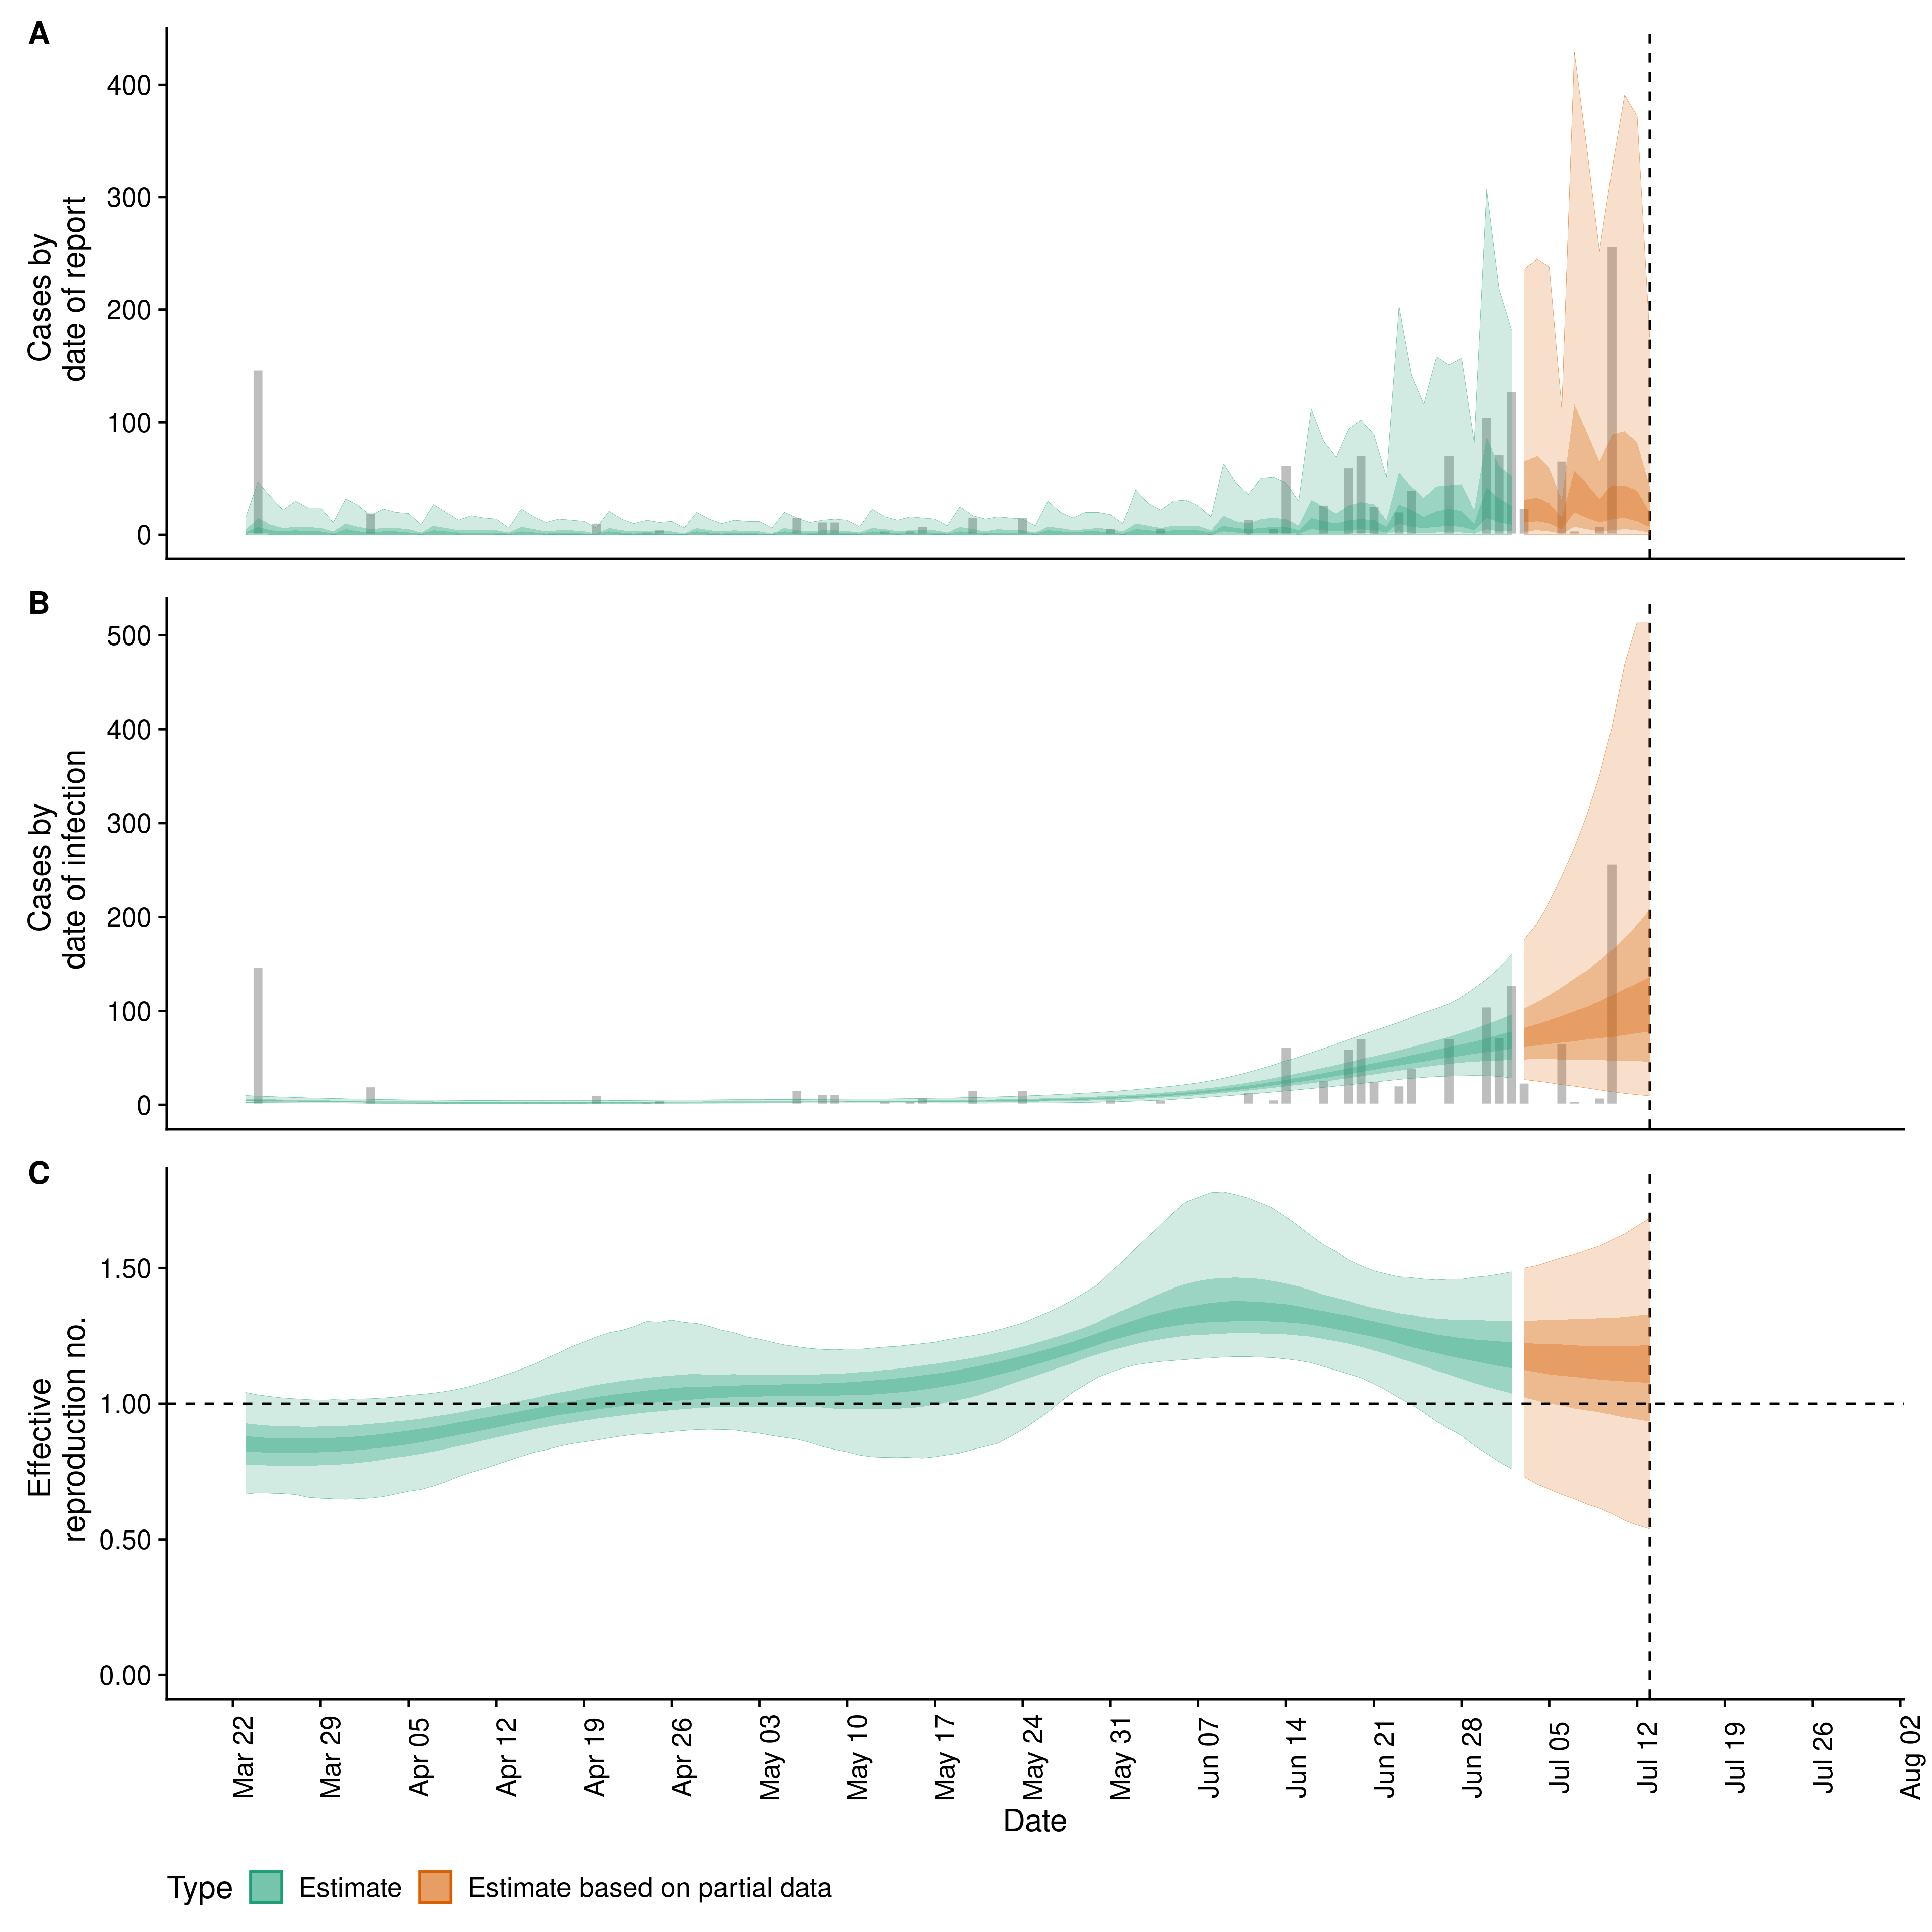 A
Cases by
date of report
400
300
200
100
0
B
Cases by
date of infection
500
400
300
200
100
0
C
Effective
reproduction no.
1.50
1.00
0.50
0.00
Mar 22
Mar 29
Apr 05
Apr 12
Apr 19
Apr 26
May 03
May 10
May 17
May 24
May 31
Jun 07
Jun 14
Jun 21
Jun 28
Jul 05
Jul 12
Jul 19
Jul 26
Aug 02
Date
Type Estimate Estimate based on partial data